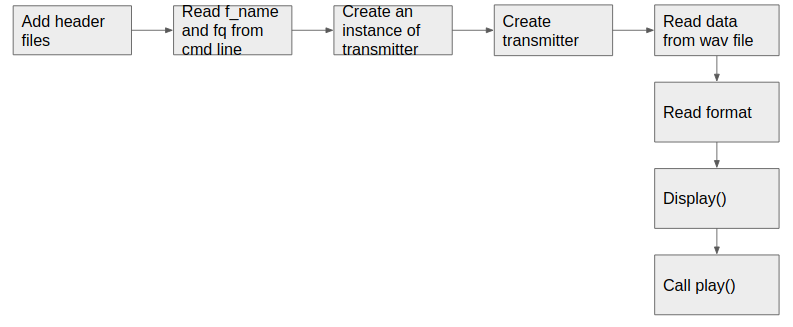 Add header
files
Read f_name
and fq from
cmd line
Create an
instance of
transmitter
Create
transmitter
Read data
from wav file
Read format
Display()
Call play()